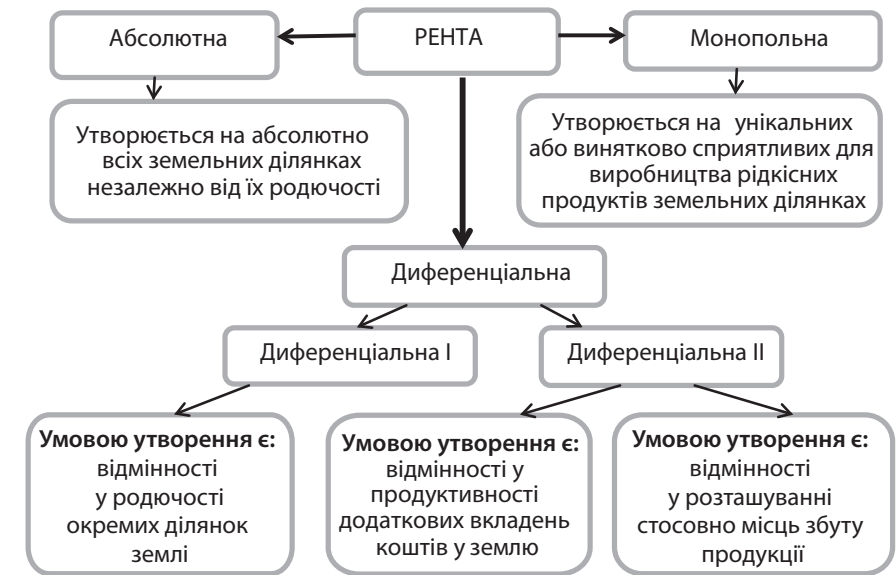 Абсолютна
РЕНТА
Монопольна
Утворюється на абсолютно
всіх земельних ділянках
незалежно від їх родючості
Утворюється на унікальних
або винятково сприятливих для
виробництва рідкісних
продуктів земельних ділянках
Диференціальна
Диференціальна I
Диференціальна II
Умовою утворення є:
відмінності
у родючості
окремих ділянок
землі
Умовою утворення є:
відмінності у
продуктивності
додаткових вкладень
коштів у землю
Умовою утворення є:
відмінності
у розташуванні
стосовно місць збуту
продукції